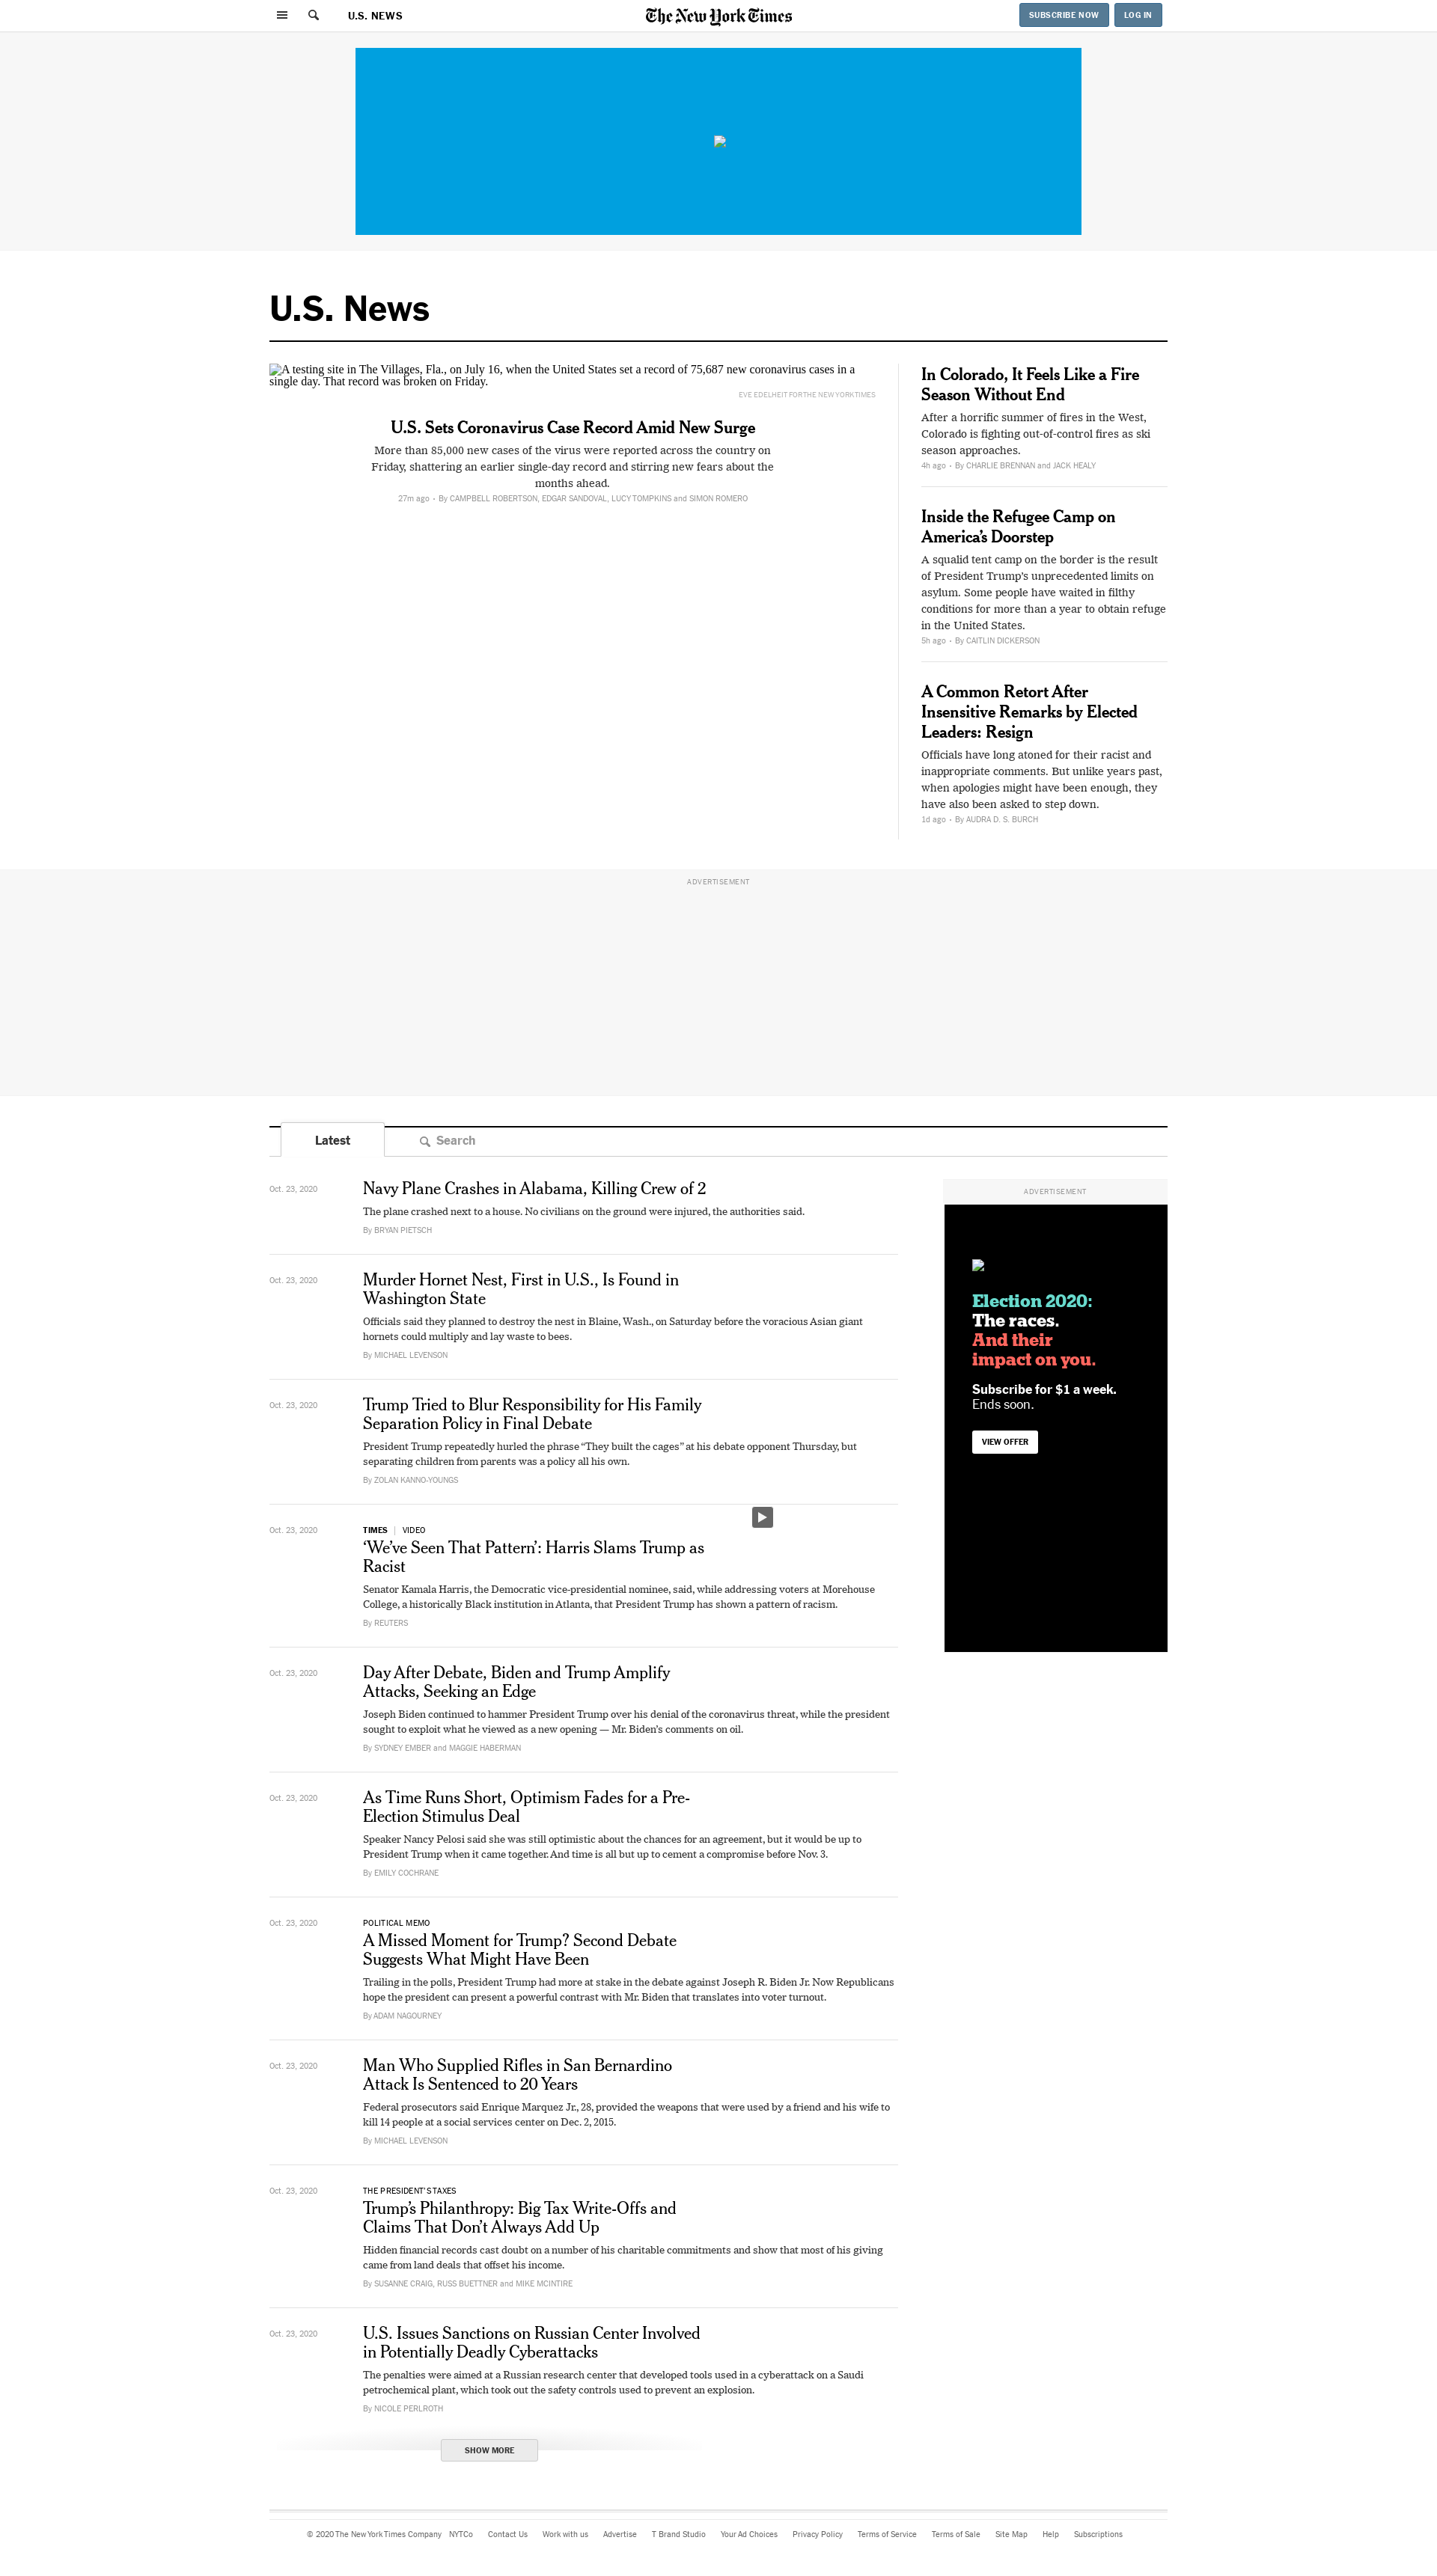 U.S. NEWS
The New York Times
SUBSCRIBE NOW
LOG IN
U.S. News
A testing site in The Villages, Fla., on July 16, when the United States set a record of 75,687 new coronavirus cases in a
single day. That record was broken on Friday.
EVE EDELHEIT FOR THE NEW YORK TIMES
U.S. Sets Coronavirus Case Record Amid New Surge
More than 85,000 new cases of the virus were reported across the country on
Friday, shattering an earlier single-day record and stirring new fears about the
months ahead.
27m ago • By CAMPBELL ROBERTSON, EDGAR SANDOVAL, LUCY TOMPKINS and SIMON ROMERO
In Colorado, It Feels Like a Fire
Season Without End
After a horrific summer of fires in the West,
Colorado is fighting out-of-control fires as ski
season approaches.
4h ago • By CHARLIE BRENNAN and JACK HEALY
Inside the Refugee Camp on
America's Doorstep
A squalid tent camp on the border is the result
of President Trump's unprecedented limits on
asylum. Some people have waited in filthy
conditions for more than a year to obtain refuge
in the United States.
5h ago • By CAITLIN DICKERSON
A Common Retort After
Insensitive Remarks by Elected
Leaders: Resign
Officials have long atoned for their racist and
inappropriate comments. But unlike years past,
when apologies might have been enough, they
have also been asked to step down.
1d ago • By AUDRA D. S. BURCH
ADVERTISEMENT
Latest
Search
Oct. 23, 2020
Navy Plane Crashes in Alabama, Killing Crew of 2
The plane crashed next to a house. No civilians on the ground were injured, the authorities said.
By BRYAN PIETSCH
Oct. 23, 2020
Murder Hornet Nest, First in U.S., Is Found in
Washington State
Officials said they planned to destroy the nest in Blaine, Wash., on Saturday before the voracious Asian giant
hornets could multiply and lay waste to bees.
By MICHAEL LEVENSON
Oct. 23, 2020
Trump Tried to Blur Responsibility for His Family
Separation Policy in Final Debate
President Trump repeatedly hurled the phrase “They built the cages” at his debate opponent Thursday, but
separating children from parents was a policy all his own.
By ZOLAN KANNO-YOUNGS
Oct. 23, 2020
TIMES | VIDEO
‘We’ve Seen That Pattern’: Harris Slams Trump as
Racist
Senator Kamala Harris, the Democratic vice-presidential nominee, said, while addressing voters at Morehouse
College, a historically Black institution in Atlanta, that President Trump has shown a pattern of racism.
By REUTERS
Oct. 23, 2020
Day After Debate, Biden and Trump Amplify
Attacks, Seeking an Edge
Joseph Biden continued to hammer President Trump over his denial of the coronavirus threat, while the president
sought to exploit what he viewed as a new opening — Mr. Biden’s comments on oil.
By SYDNEY EMBER and MAGGIE HABERMAN
Oct. 23, 2020
As Time Runs Short, Optimism Fades for a Pre-
Election Stimulus Deal
Speaker Nancy Pelosi said she was still optimistic about the chances for an agreement, but it would be up to
President Trump when it came together. And time is all but up to cement a compromise before Nov. 3.
By EMILY COCHRANE
Oct. 23, 2020
POLITICAL MEMO
A Missed Moment for Trump? Second Debate
Suggests What Might Have Been
Trailing in the polls, President Trump had more at stake in the debate against Joseph R. Biden Jr. Now Republicans
hope the president can present a powerful contrast with Mr. Biden that translates into voter turnout.
By ADAM NAGOURNEY
Oct. 23, 2020
Man Who Supplied Rifles in San Bernardino
Attack Is Sentenced to 20 Years
Federal prosecutors said Enrique Marquez Jr., 28, provided the weapons that were used by a friend and his wife to
kill 14 people at a social services center on Dec. 2, 2015.
By MICHAEL LEVENSON
Oct. 23, 2020
THE PRESIDENT'S TAXES
Trump’s Philanthropy: Big Tax Write-Offs and
Claims That Don’t Always Add Up
Hidden financial records cast doubt on a number of his charitable commitments and show that most of his giving
came from land deals that offset his income.
By SUSANNE CRAIG, RUSS BUETTNER and MIKE MCINTIRE
Oct. 23, 2020
U.S. Issues Sanctions on Russian Center Involved
in Potentially Deadly Cyberattacks
The penalties were aimed at a Russian research center that developed tools used in a cyberattack on a Saudi
petrochemical plant, which took out the safety controls used to prevent an explosion.
By NICOLE PERLROTH
SHOW MORE
ADVERTISEMENT
Election 2020:
The races.
And their
impact on you.
Subscribe for $1 a week.
Ends soon.
VIEW OFFER
© 2020 The New York Times Company NYTCo Contact Us Work with us Advertise T Brand Studio Your Ad Choices Privacy Policy Terms of Service Terms of Sale Site Map Help Subscriptions